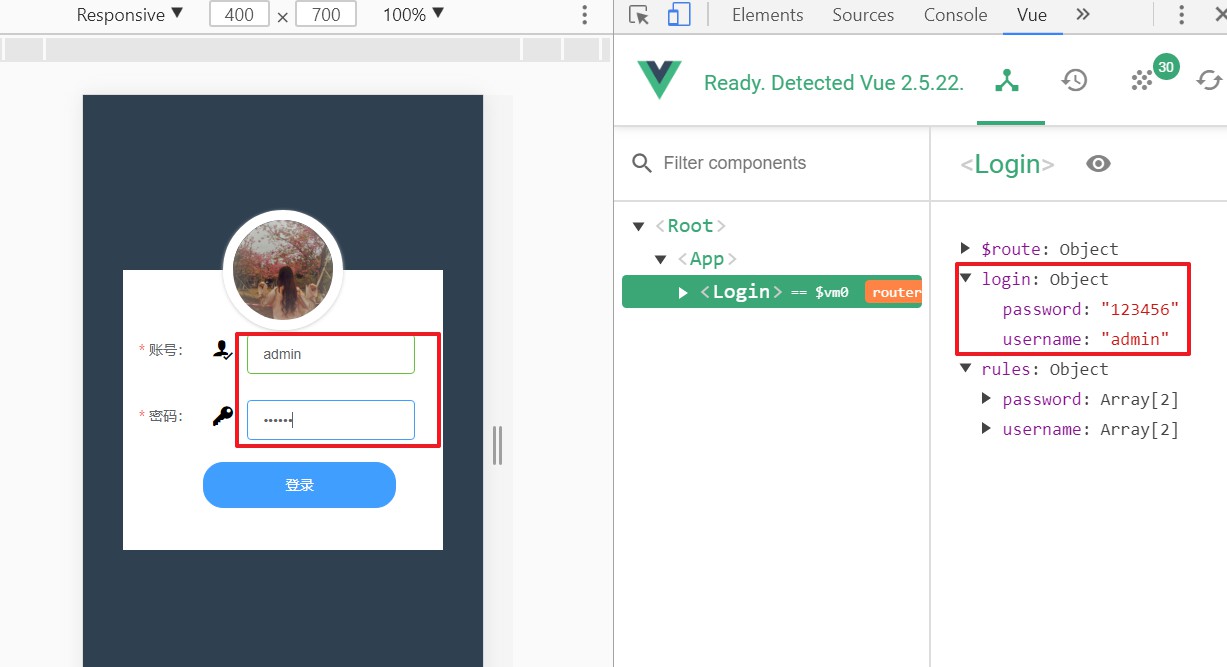 Responsive ▼ 400 × 700 100% ▼
Elements Sources Console Vue »
Ready. Detected Vue 2.5.22.
30
Filter components
<Login>
<Root>
<App>
<Login> == $vm0 router
$route: Object
login: Object
password: "123456"
username: "admin"
rules: Object
password: Array[2]
username: Array[2]
* 账号: admin
* 密码: ••••••
登录